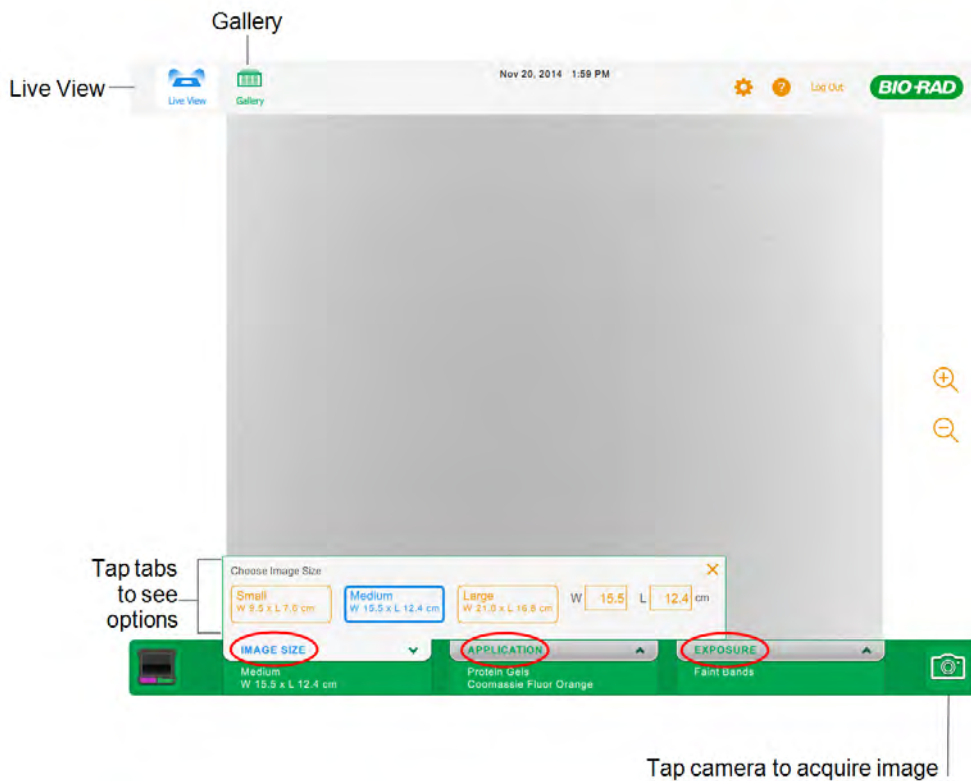 Gallery
Live View
Live View
Gallery
Nov 20, 2014 1:59 PM
?
Log Out
BIO-RAD
Tap tabs
to see
options
Choose Image Size
Small
W 9.5 x L 7.6 cm
Medium
W 15.5 x L 12.4 cm
Large
W 21.0 x L 16.8 cm
W 15.5 L 12.4 cm
IMAGE SIZE
Medium
W 15.5 x L 12.4 cm
APPLICATION
Protein Gels
Coomassie Fluor Orange
EXPOSURE
Faint Bands
Tap camera to acquire image